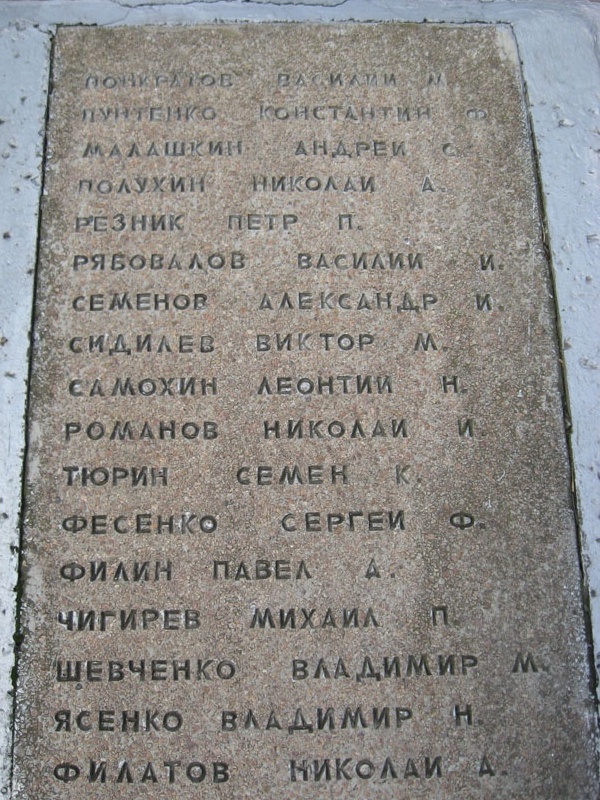 ПОНКРАТОВ ВАСИЛИЙ М.
ПУНТЕНКО КОНСТАНТИН Ф.
МАЛАШКИН АНДРЕЙ С.
ПОЛУХИН НИКОЛАЙ А.
РЕЗНИК ПЕТР П.
РЯБОВАЛОВ ВАСИЛИЙ И.
СЕМЕНОВ АЛЕКСАНДР И.
СИДИЛЕВ ВИКТОР М.
САМОХИН ЛЕОНТИЙ Н.
РОМАНОВ НИКОЛАЙ И.
ТЮРИН СЕМЕН К.
ФЕСЕНКО СЕРГЕЙ Ф.
ФИЛИН ПАВЕЛ А.
ЧИГИРЕВ МИХАИЛ П.
ШЕВЧЕНКО ВЛАДИМИР М.
ЯСЕНКО ВЛАДИМИР Н.
ФИЛАТОВ НИКОЛАЙ А.